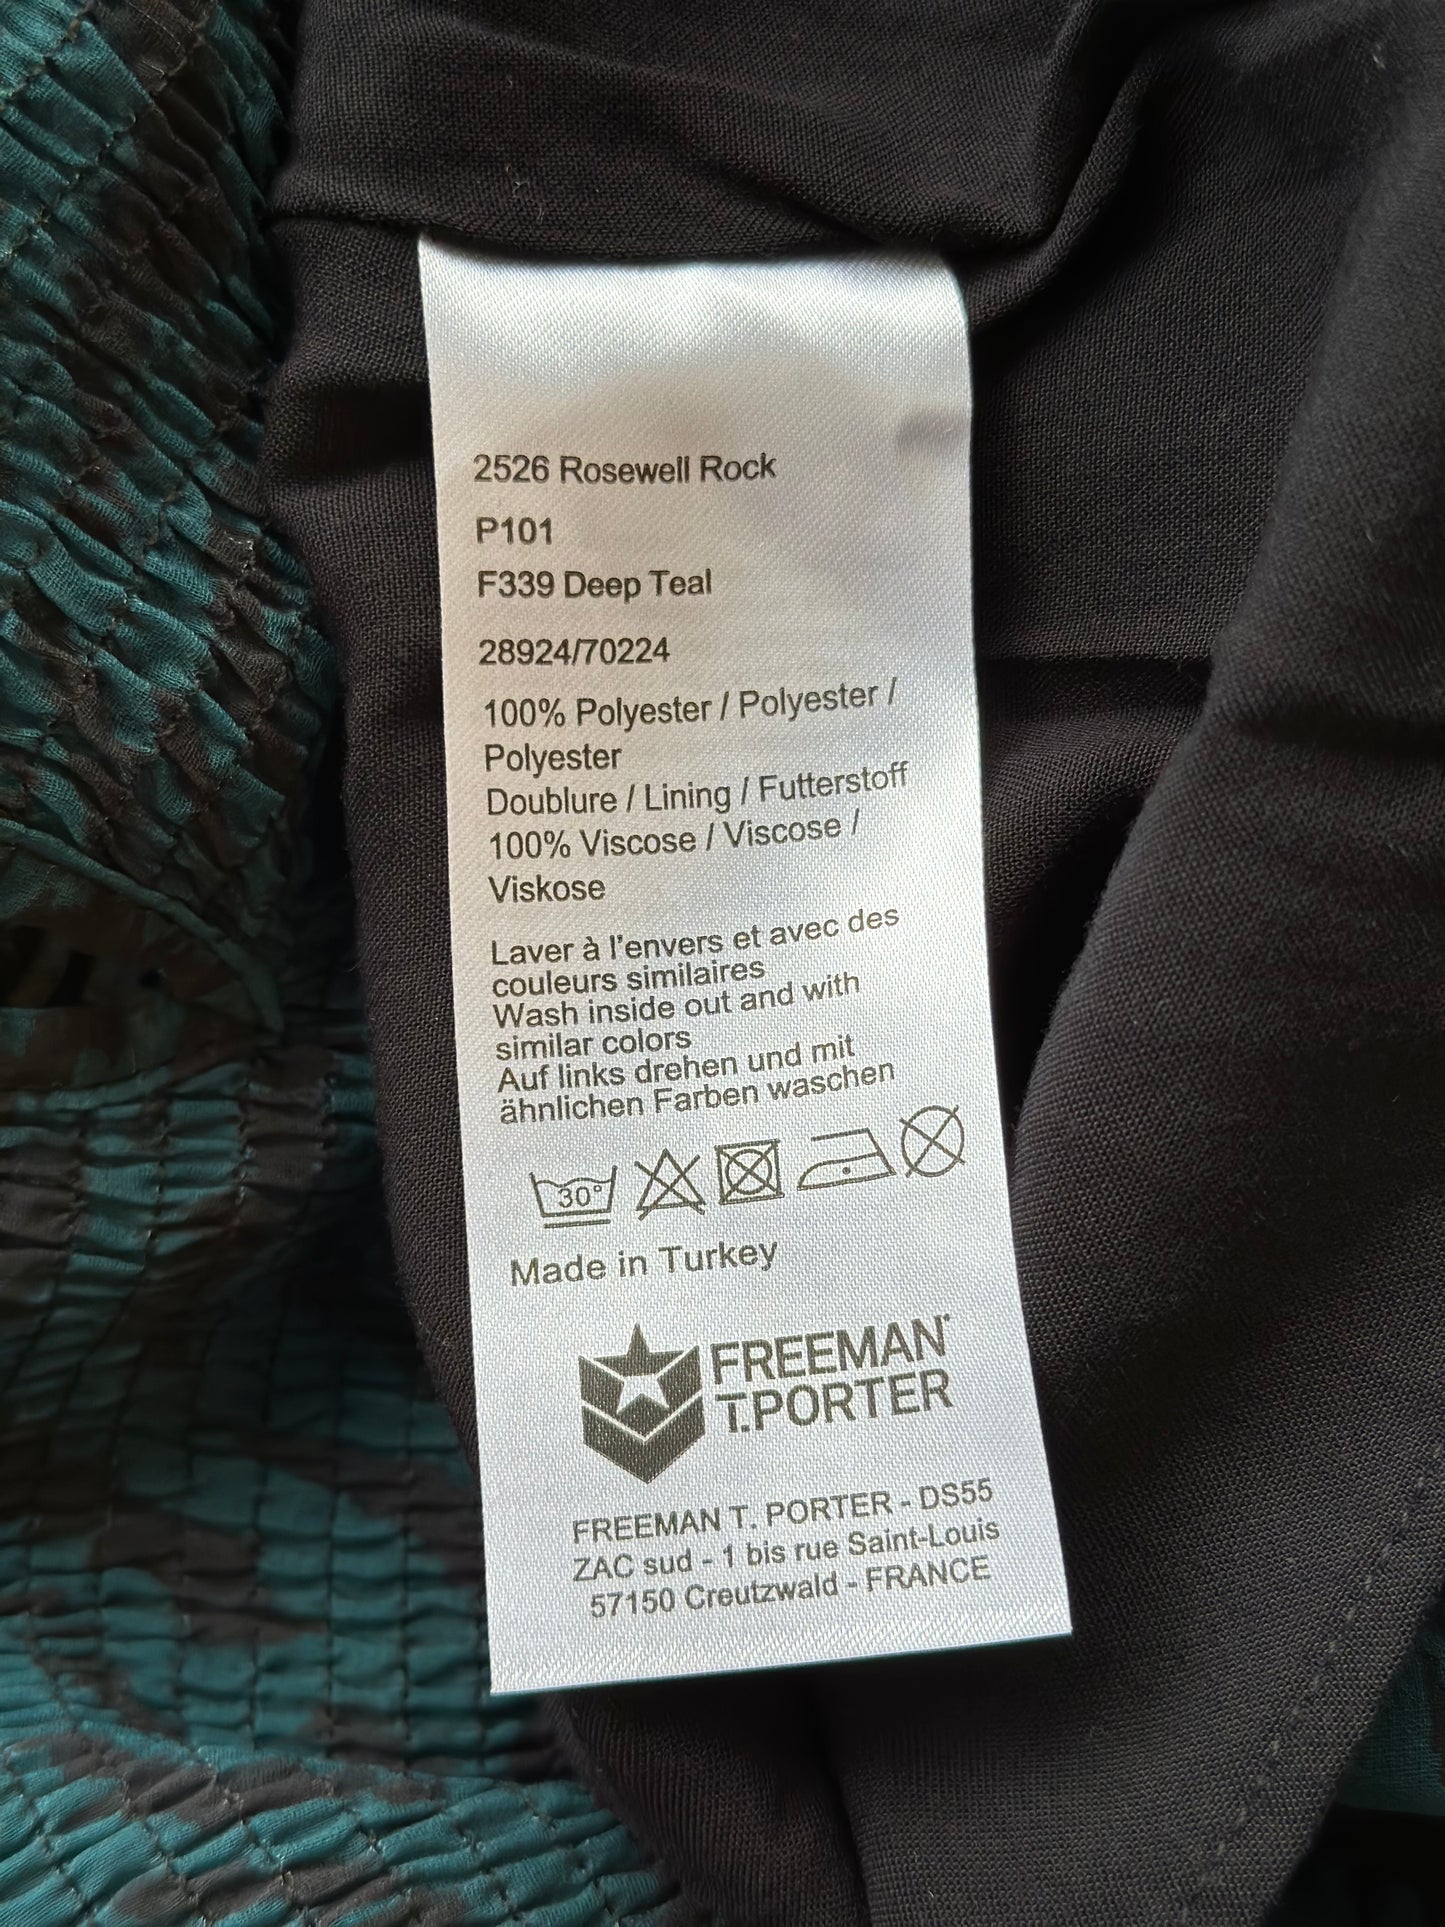 2526 Rosewell Rock
P101
F339 Deep Teal
28924/70224
100% Polyester / Polyester /
Polyester
Doublure / Lining / Futterstoff
100% Viscose / Viscose /
Viskose
Laver à l'envers et avec des
couleurs similaires
Wash inside out and with
similar colors
Auf links drehen und mit
ähnlichen Farben waschen
30°
Made in Turkey
FREEMAN
T.PORTER
FREEMAN T. PORTER - DS55
ZAC sud - 1 bis rue Saint-Louis
57150 Creutzwald - FRANCE